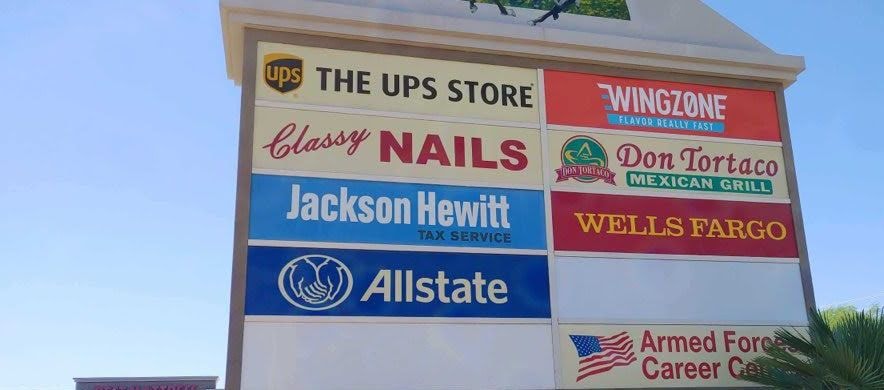 ups
THE UPS STORE
Classy NAILS
Jackson Hewitt
TAX SERVICE
Allstate
WINGZONE
FLAVOR REALLY FAST
DON TORTACO
Don Tortaco
MEXICAN GRILL
WELLS FARGO
Armed Forces
Career